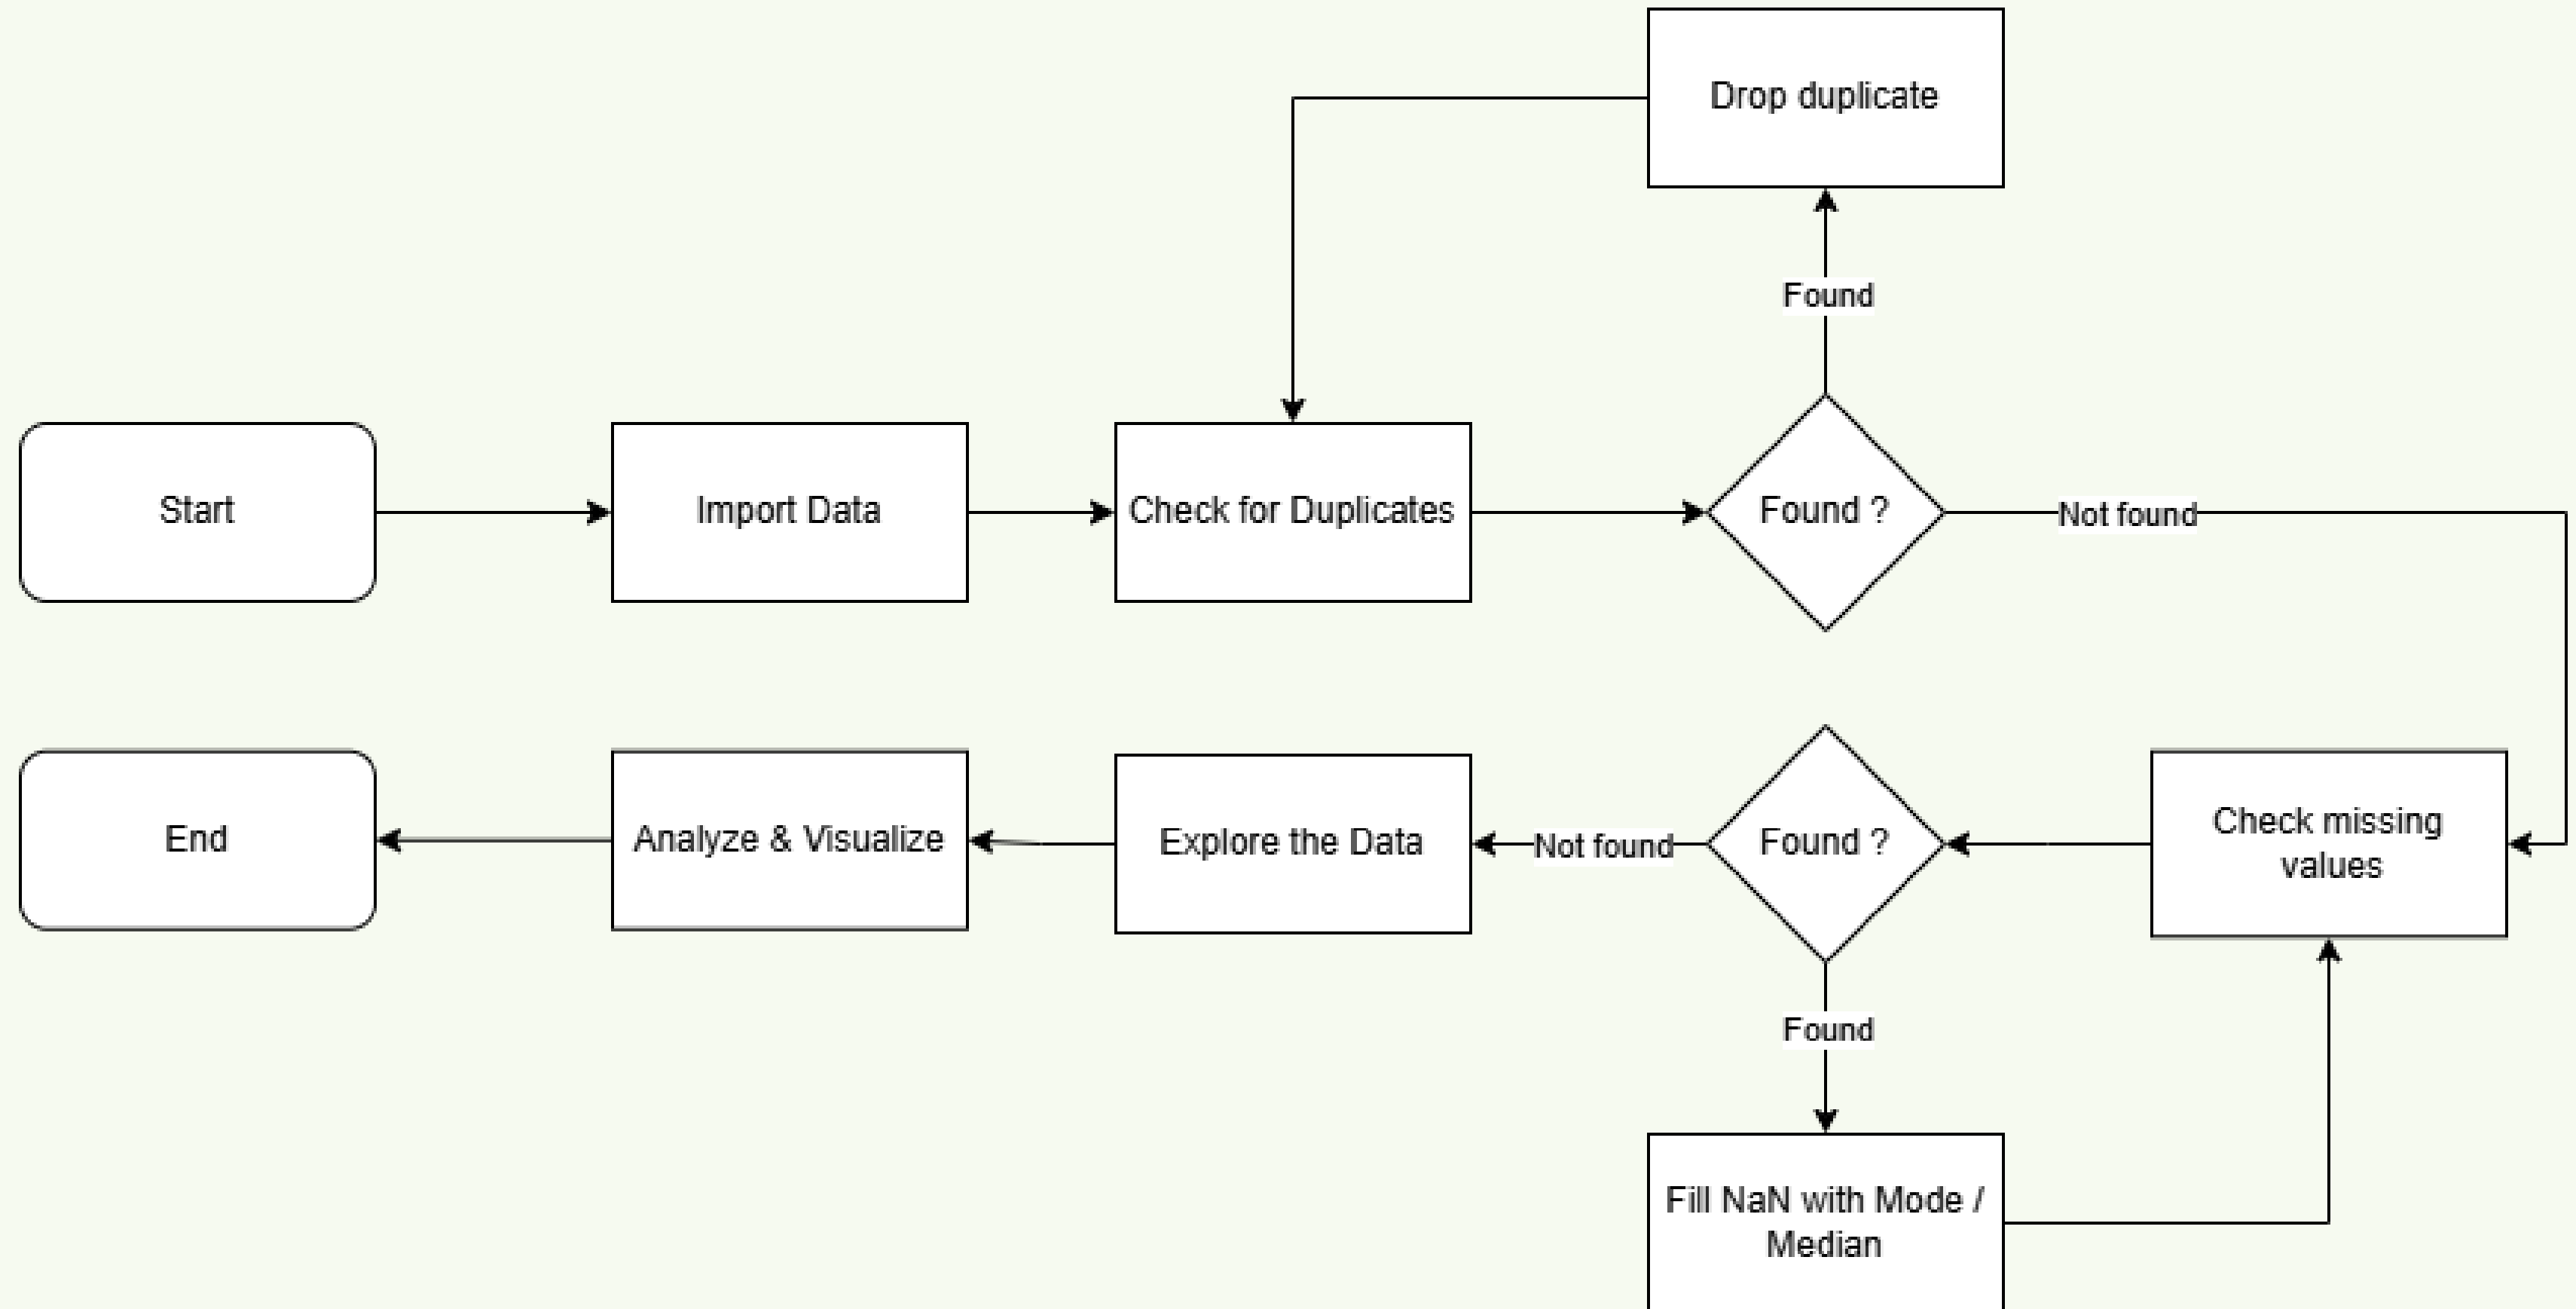 Drop duplicate
Found
Start
Import Data
Check for Duplicates
Found ?
Not found
End
Analyze & Visualize
Explore the Data
Not found
Found ?
Check missing
values
Found
Fill NaN with Mode /
Median